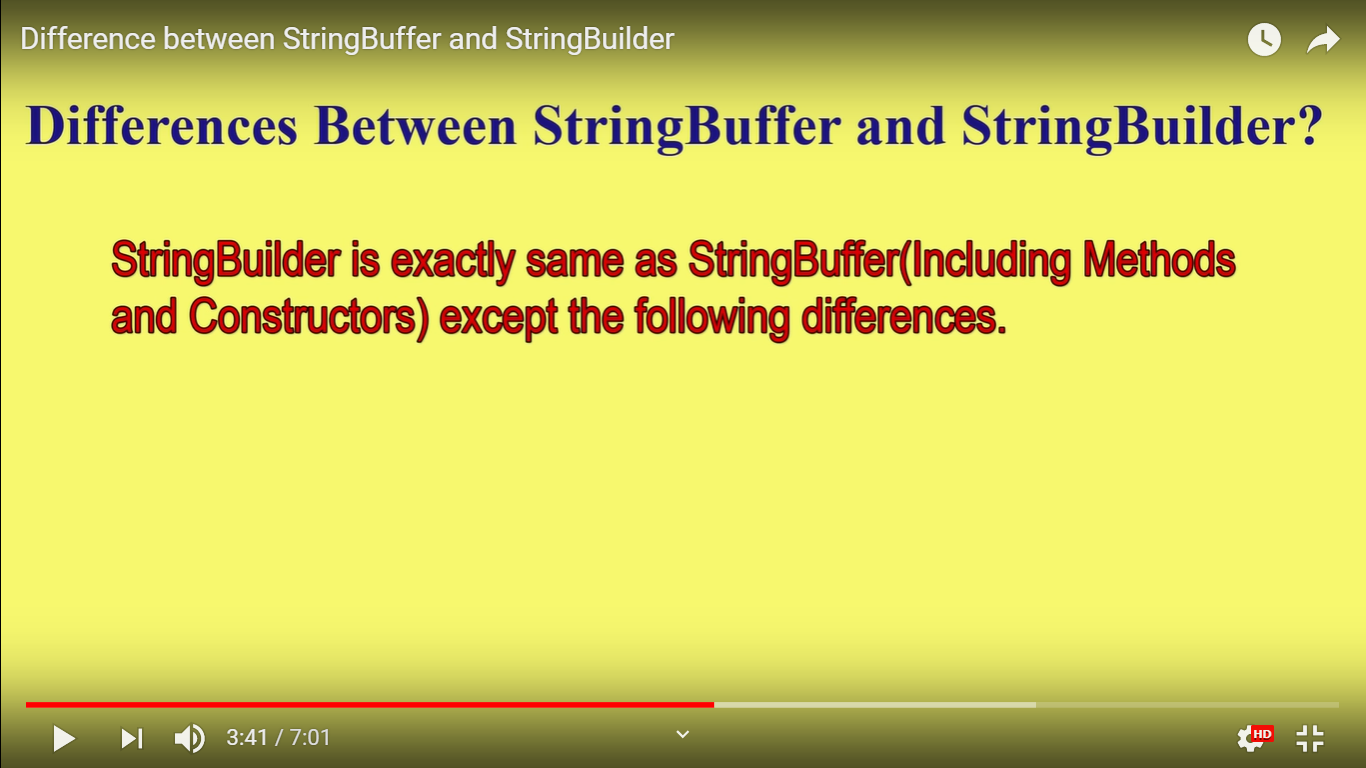 Difference between StringBuffer and StringBuilder
Differences Between StringBuffer and StringBuilder?
StringBuilder is exactly same as StringBuffer(Including Methods
and Constructors) except the following differences.
3:41 / 7:01
HD